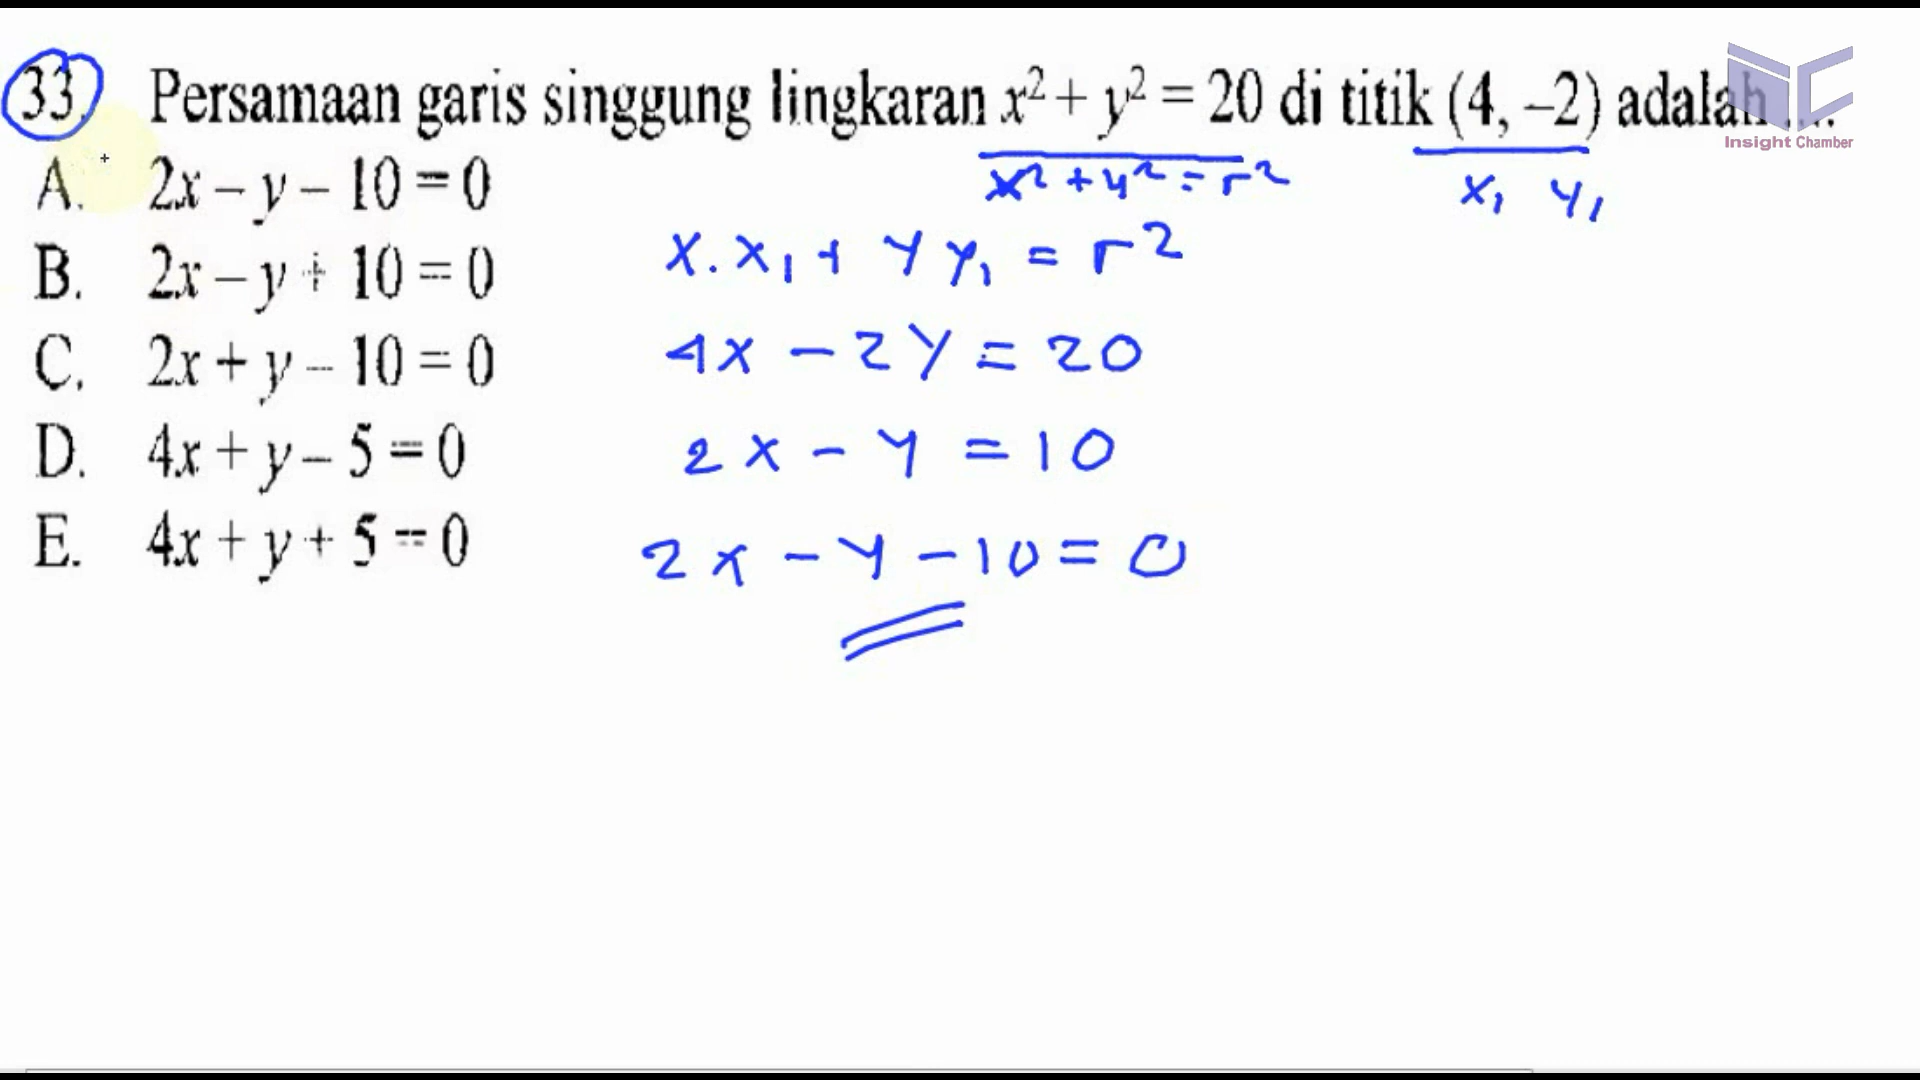 33. Persamaan garis singgung lingkaran x² + y² = 20 di titik (4, –2) adalah ....
Insight Chamber
x² + y² = r²
x₁ y₁
A. 2x – y – 10 = 0
B. 2x – y + 10 = 0
C. 2x + y – 10 = 0
D. 4x + y – 5 = 0
E. 4x + y + 5 = 0
x . x₁ + y y₁ = r²
4x – 2y = 20
2x – y = 10
2x – y – 10 = 0